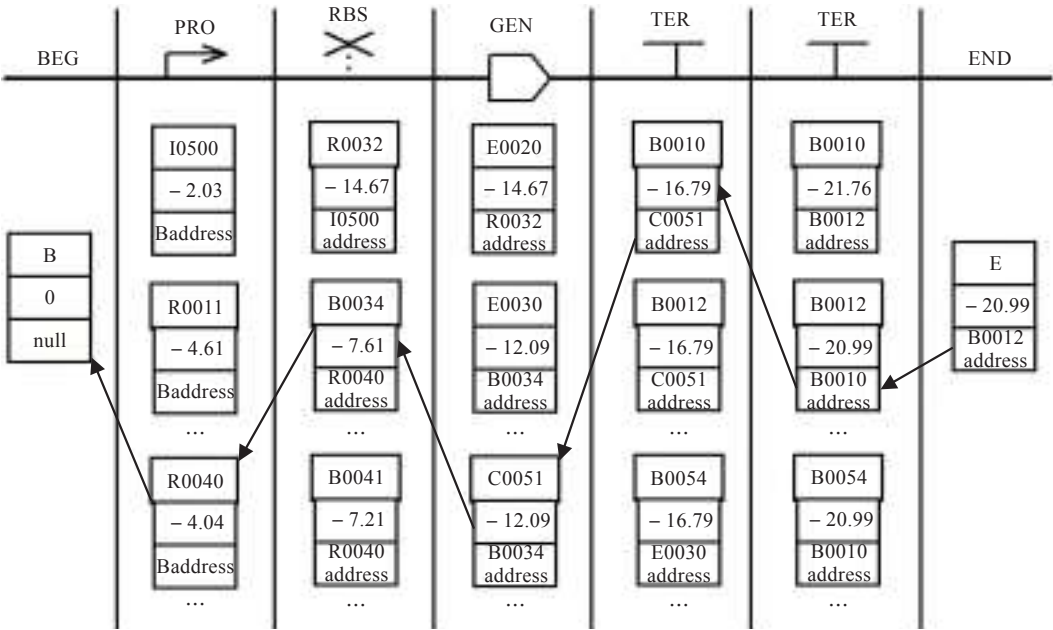 BEG
PRO
RBS
GEN
TER
TER
END
B
0
null
I0500
− 2.03
Baddress
R0011
− 4.61
Baddress
...
R0040
− 4.04
Baddress
...
R0032
− 14.67
I0500
address
B0034
− 7.61
R0040
address
...
B0041
− 7.21
R0040
address
...
E0020
− 14.67
R0032
address
E0030
− 12.09
B0034
address
...
C0051
− 12.09
B0034
address
...
B0010
− 16.79
C0051
address
B0012
− 16.79
C0051
address
...
B0054
− 16.79
E0030
address
...
B0010
− 21.76
B0012
address
B0012
− 20.99
B0010
address
...
B0054
− 20.99
B0010
address
...
E
− 20.99
B0012
address